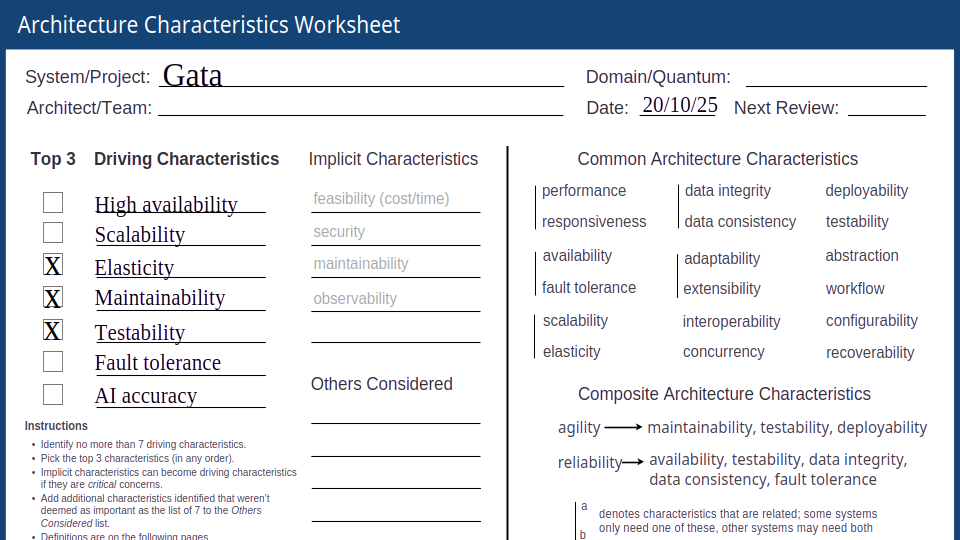 Architecture Characteristics Worksheet
System/Project: Gata
Domain/Quantum:
Architect/Team:
Date: 20/10/25 Next Review:
Top 3 Driving Characteristics
High availability
Scalability
X Elasticity
X Maintainability
X Testability
Fault tolerance
AI accuracy
Instructions
• Identify no more than 7 driving characteristics.
• Pick the top 3 characteristics (in any order).
• Implicit characteristics can become driving characteristics
if they are critical concerns.
• Add additional characteristics identified that weren't
deemed as important as the list of 7 to the Others
Considered list.
• Definitions are on the following pages
Implicit Characteristics
feasibility (cost/time)
security
maintainability
observability
Others Considered
Common Architecture Characteristics
performance
responsiveness
availability
fault tolerance
scalability
elasticity
data integrity
data consistency
adaptability
extensibility
interoperability
concurrency
deployability
testability
abstraction
workflow
configurability
recoverability
Composite Architecture Characteristics
agility → maintainability, testability, deployability
reliability → availability, testability, data integrity,
data consistency, fault tolerance
a
b
denotes characteristics that are related; some systems
only need one of these, other systems may need both